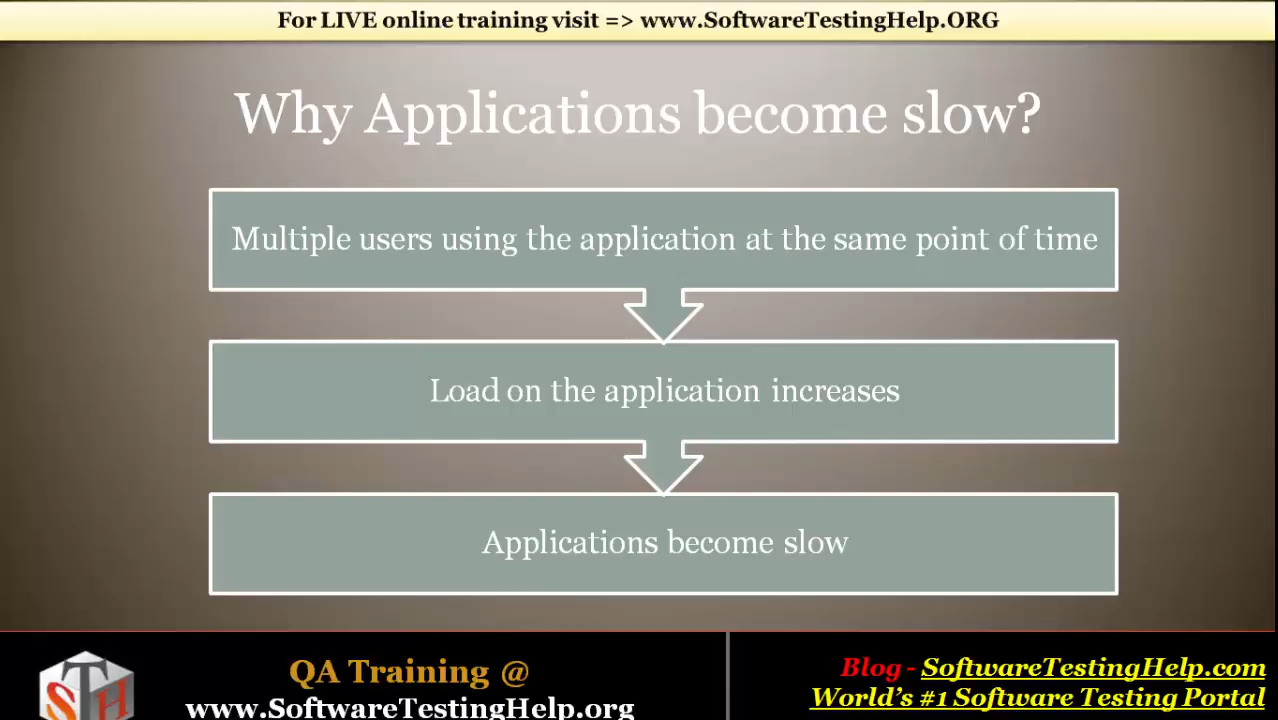 For LIVE online training visit => www.SoftwareTestingHelp.ORG
Why Applications become slow?
Multiple users using the application at the same point of time
Load on the application increases
Applications become slow
STH
QA Training @
www.SoftwareTestingHelp.org
Blog - SoftwareTestingHelp.com
World's #1 Software Testing Portal